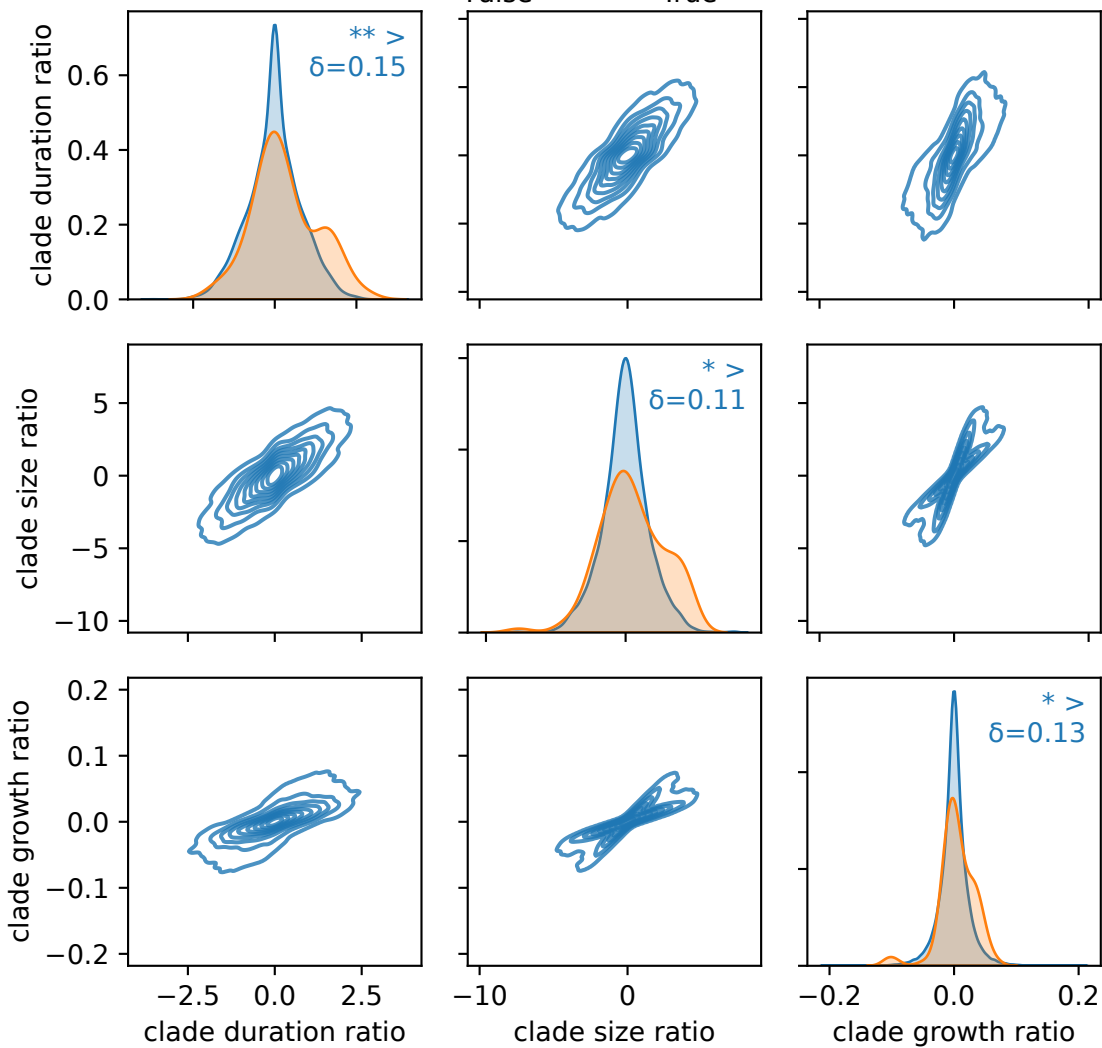 ** >
δ=0.15
clade duration ratio
0.6
0.4
0.2
0.0
* >
δ=0.11
clade size ratio
5
0
−5
−10
* >
δ=0.13
clade growth ratio
0.2
0.1
0.0
−0.1
−0.2
−2.5 0.0 2.5
−10 0
−0.2 0.0 0.2
clade duration ratio
clade size ratio
clade growth ratio